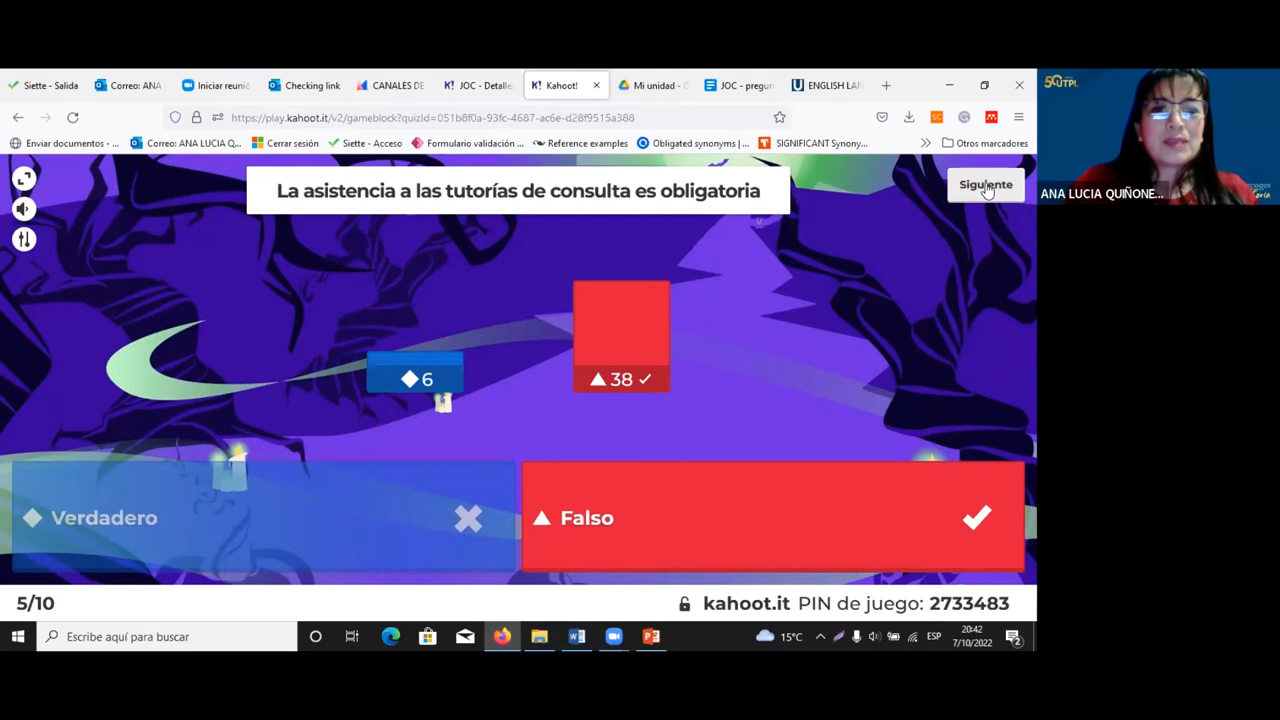 Siette - Salida
Correo: ANA
Iniciar reunió
Checking link
CANALES DE
K! JOC - Detalle
K! Kahoot!
Mi unidad - G
JOC - pregun
ENGLISH LAN
https://play.kahoot.it/v2/gameblock?quizId=051b8f0a-93fc-4687-ac6e-d28f9515a388
Enviar documentos - ...
Correo: ANA LUCIA Q...
Cerrar sesión
Siette - Acceso
Formulario validación ...
Reference examples
Obligated synonyms | ...
SIGNIFICANT Synony...
Otros marcadores
50 UTPL
La asistencia a las tutorías de consulta es obligatoria
Siguiente
ANA LUCIA QUIÑONE...
6
38
Verdadero
Falso
5/10
kahoot.it PIN de juego: 2733483
Escribe aquí para buscar
15°C
ESP
20:42
7/10/2022
2